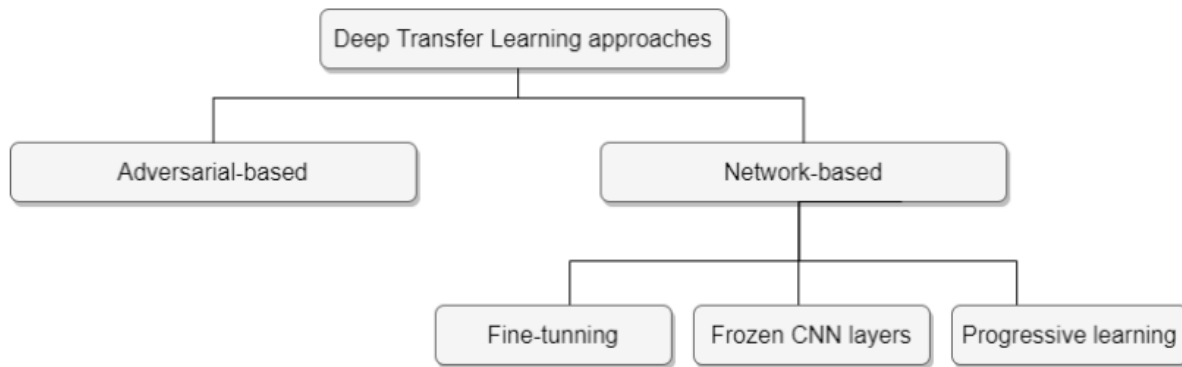 Deep Transfer Learning approaches
Adversarial-based
Network-based
Fine-tunning
Frozen CNN layers
Progressive learning